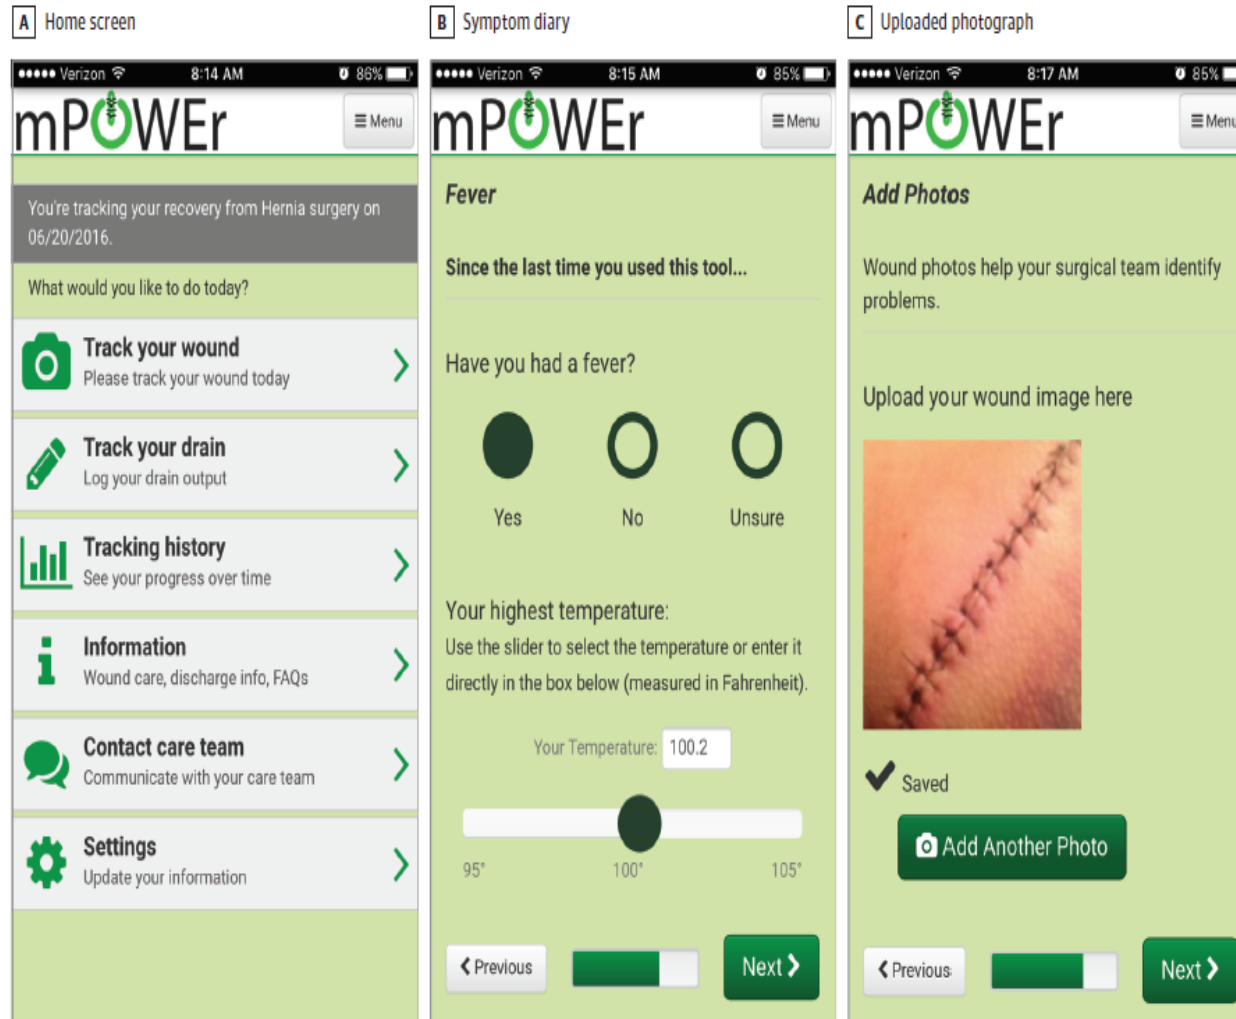 A Home screen
●●●●● Verizon 8:14 AM 86%
mPOWEr
≡ Menu
You're tracking your recovery from Hernia surgery on
06/20/2016.
What would you like to do today?
Track your wound
Please track your wound today
Track your drain
Log your drain output
Tracking history
See your progress over time
Information
Wound care, discharge info, FAQs
Contact care team
Communicate with your care team
Settings
Update your information
B Symptom diary
●●●●● Verizon 8:15 AM 85%
mPOWEr
≡ Menu
Fever
Since the last time you used this tool...
Have you had a fever?
Yes No Unsure
Your highest temperature:
Use the slider to select the temperature or enter it
directly in the box below (measured in Fahrenheit).
Your Temperature: 100.2
95° 100° 105°
Previous
Next
C Uploaded photograph
●●●●● Verizon 8:17 AM 85%
mPOWEr
≡ Menu
Add Photos
Wound photos help your surgical team identify
problems.
Upload your wound image here
Saved
Add Another Photo
Previous
Next